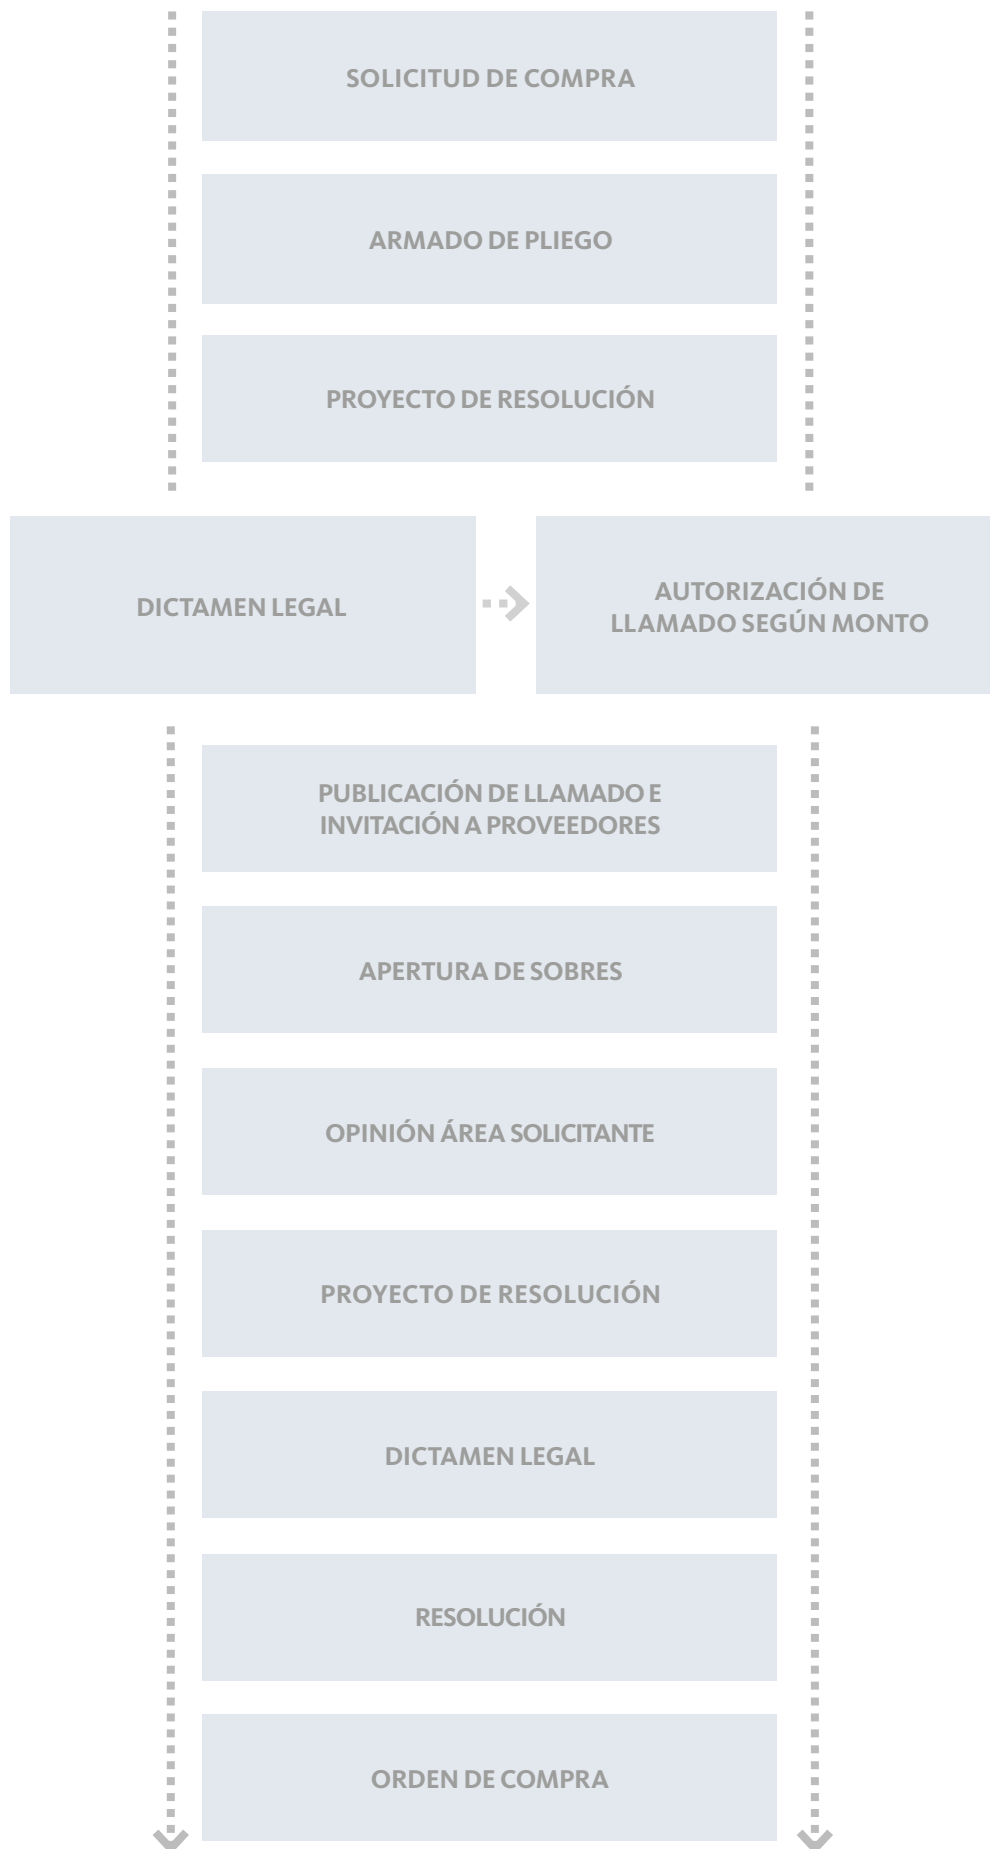 SOLICITUD DE COMPRA
ARMADO DE PLIEGO
PROYECTO DE RESOLUCIÓN
DICTAMEN LEGAL
AUTORIZACIÓN DE
LLAMADO SEGÚN MONTO
PUBLICACIÓN DE LLAMADO E
INVITACIÓN A PROVEEDORES
APERTURA DE SOBRES
OPINIÓN ÁREA SOLICITANTE
PROYECTO DE RESOLUCIÓN
DICTAMEN LEGAL
RESOLUCIÓN
ORDEN DE COMPRA